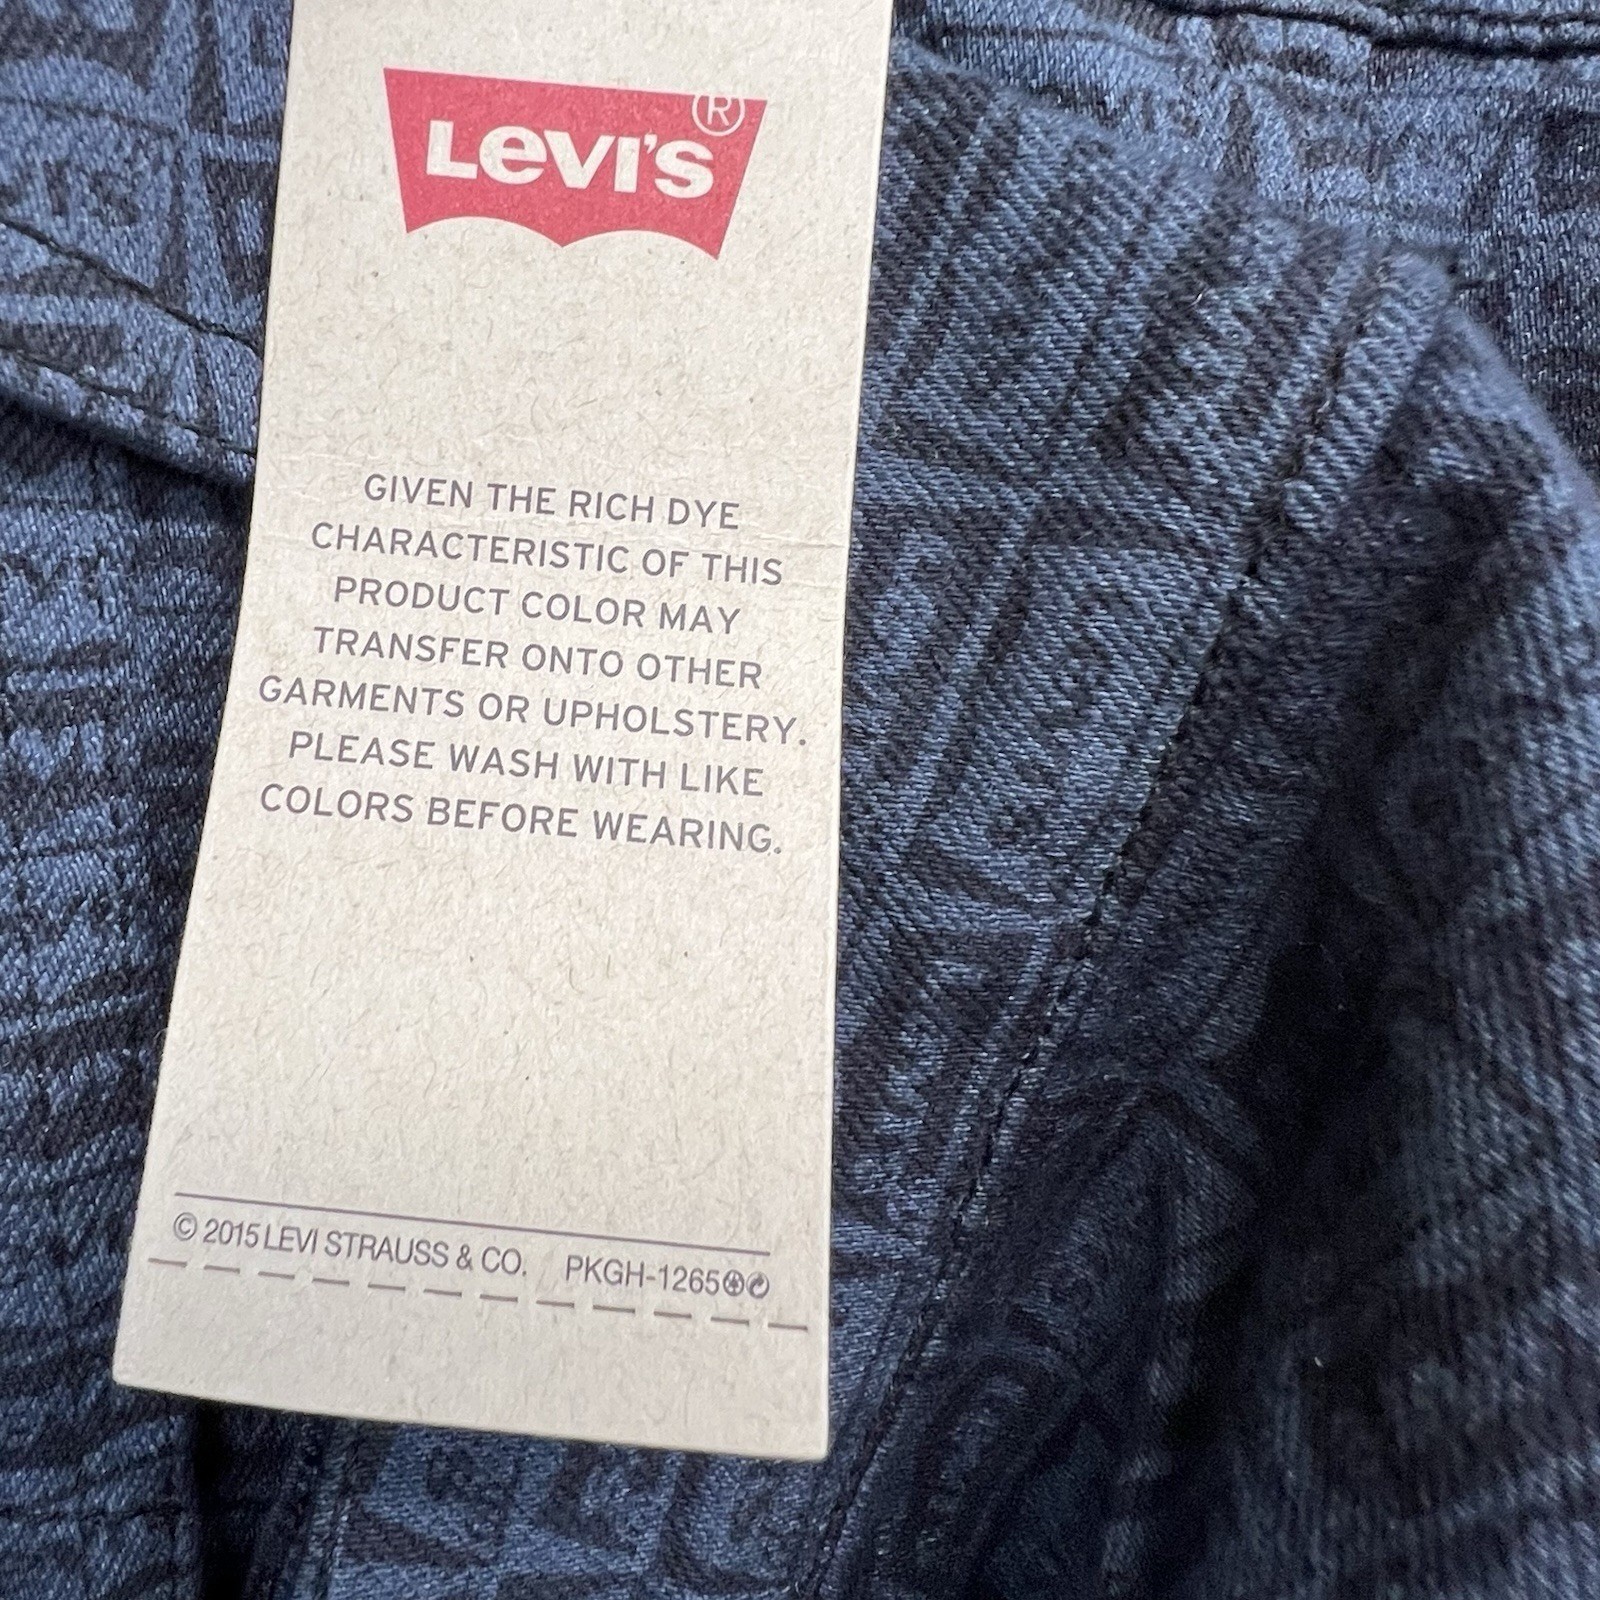 LEVI'S®
GIVEN THE RICH DYE
CHARACTERISTIC OF THIS
PRODUCT COLOR MAY
TRANSFER ONTO OTHER
GARMENTS OR UPHOLSTERY.
PLEASE WASH WITH LIKE
COLORS BEFORE WEARING.
© 2015 LEVI STRAUSS & CO. PKGH-1265